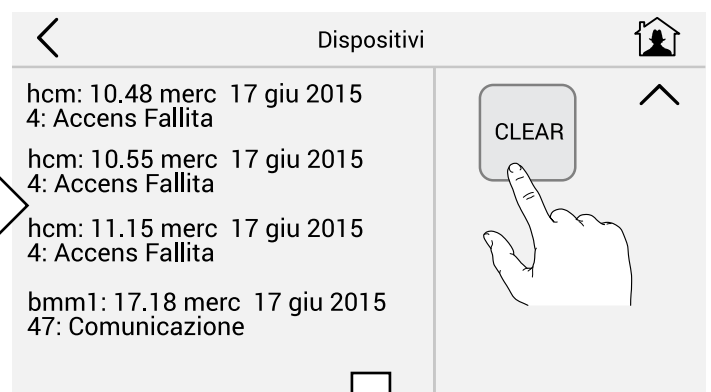 Dispositivi
hcm: 10.48 merc 17 giu 2015
4: Accens Fallita
hcm: 10.55 merc 17 giu 2015
4: Accens Fallita
hcm: 11.15 merc 17 giu 2015
4: Accens Fallita
bmm1: 17.18 merc 17 giu 2015
47: Comunicazione
CLEAR